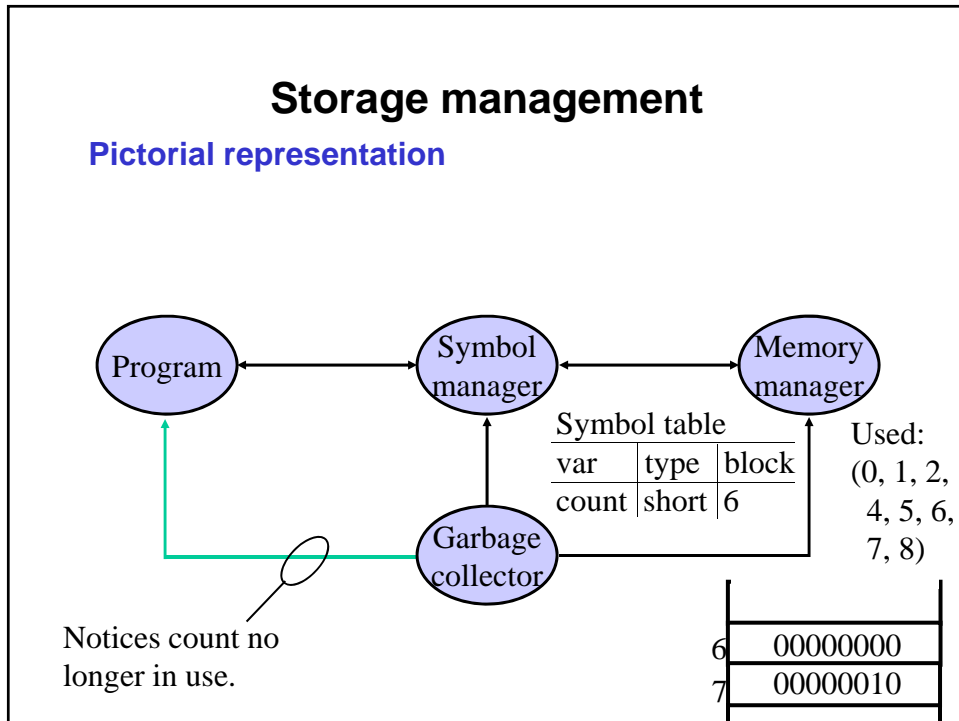 Storage management
Pictorial representation
Program
Symbol
manager
Memory
manager
Symbol table
var type block
count short 6
Used:
(0, 1, 2,
4, 5, 6,
7, 8)
Garbage
collector
Notices count no
longer in use.
6 00000000
7 00000010